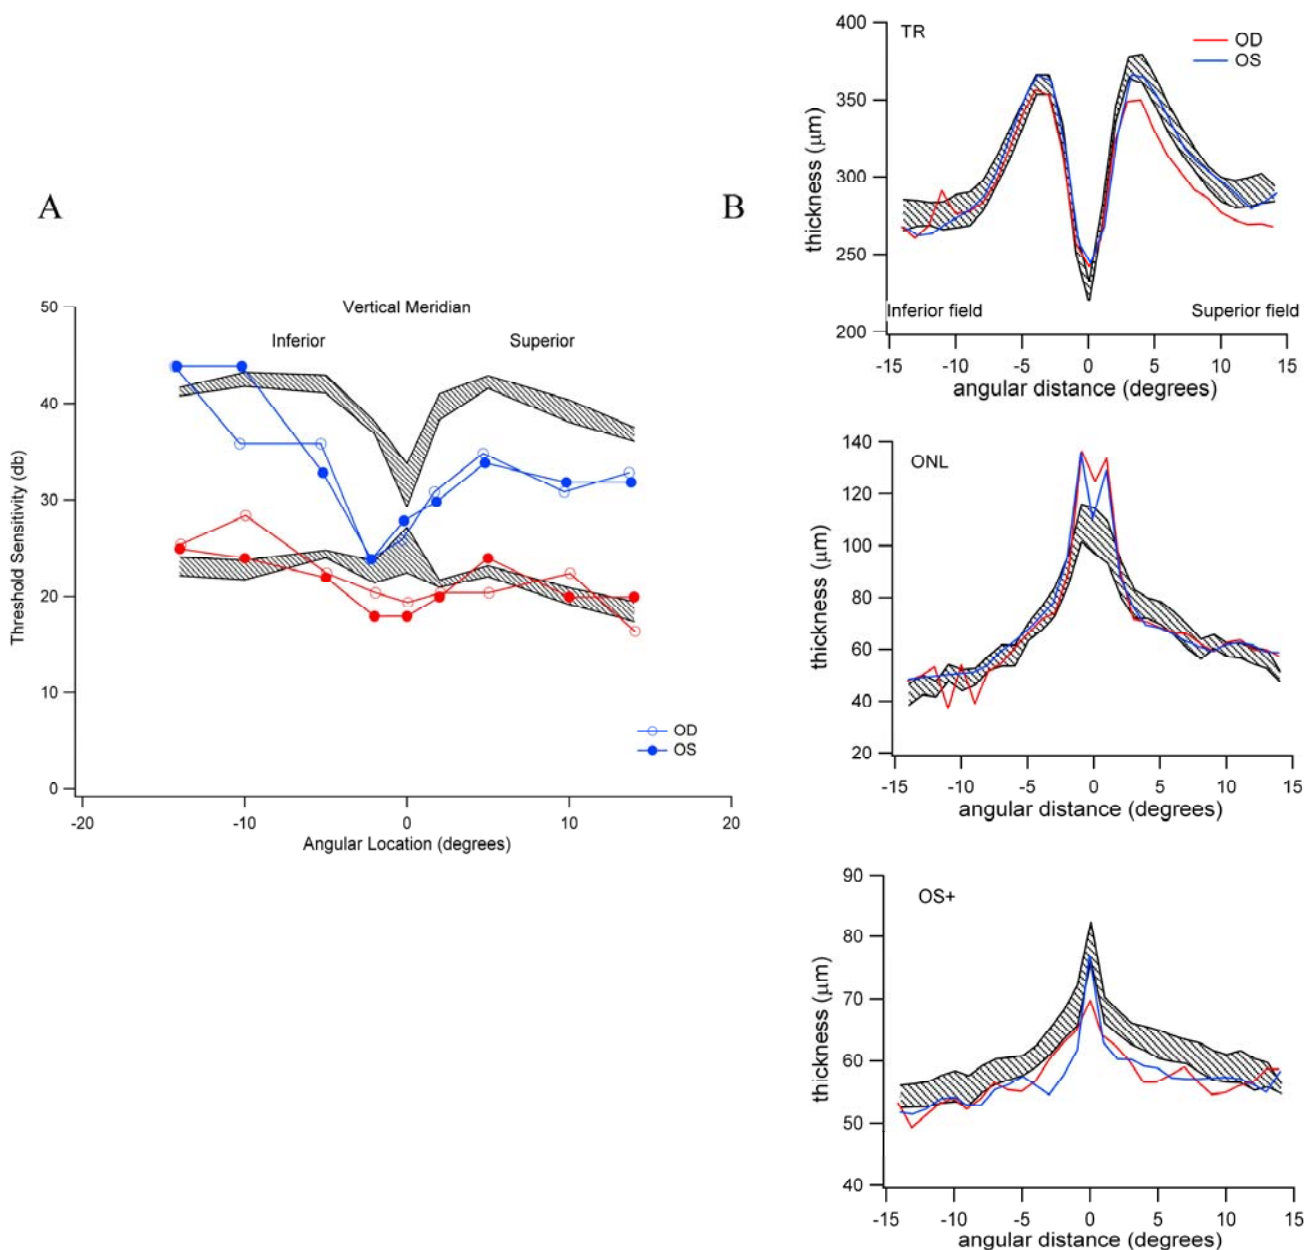 A
50
40
30
20
10
0
Threshold Sensitivity (db)
Vertical Meridian
Inferior
Superior
OD
OS
-20
-10
0
10
20
Angular Location (degrees)
B
TR
OD
OS
400
350
300
250
200
thickness (μm)
Inferior field
Superior field
-15
-10
-5
0
5
10
15
angular distance (degrees)
ONL
140
120
100
80
60
40
20
thickness (μm)
-15
-10
-5
0
5
10
15
angular distance (degrees)
OS+
90
80
70
60
50
40
thickness (μm)
-15
-10
-5
0
5
10
15
angular distance (degrees)